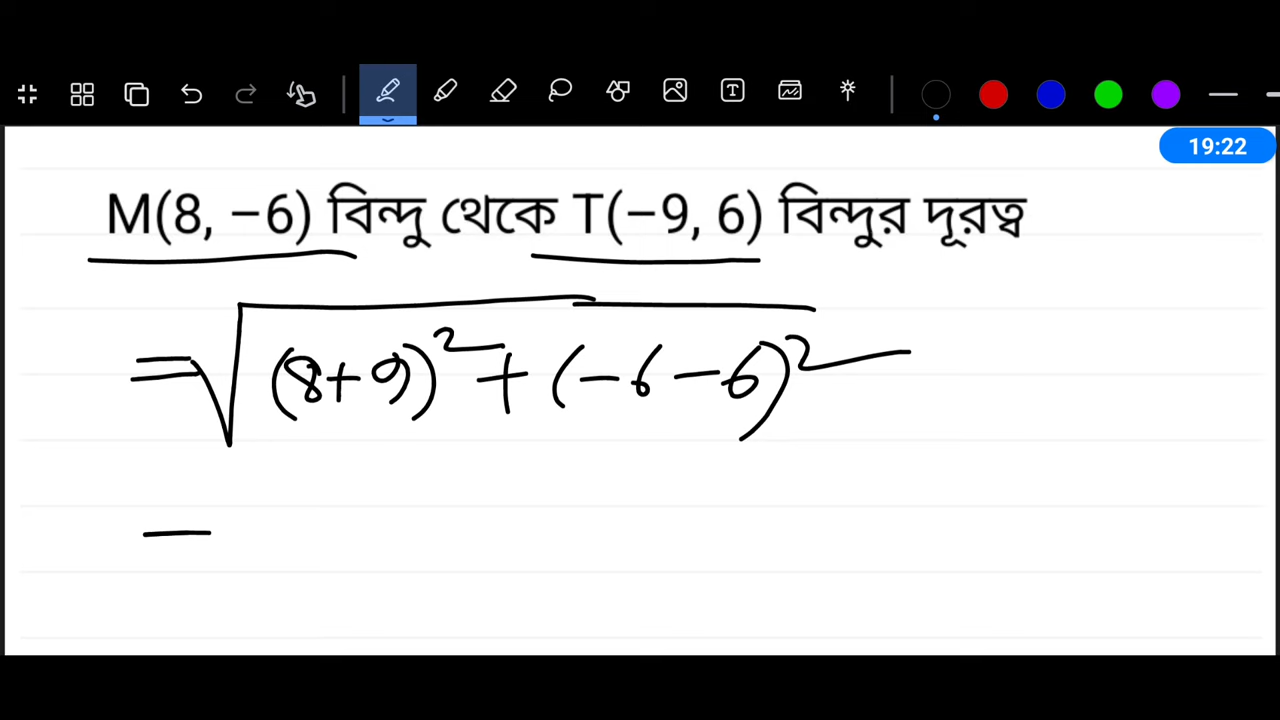 19:22
M(8, −6) বিন্দু থেকে T(−9, 6) বিন্দুর দূরত্ব
= √(8+9)² + (−6−6)²